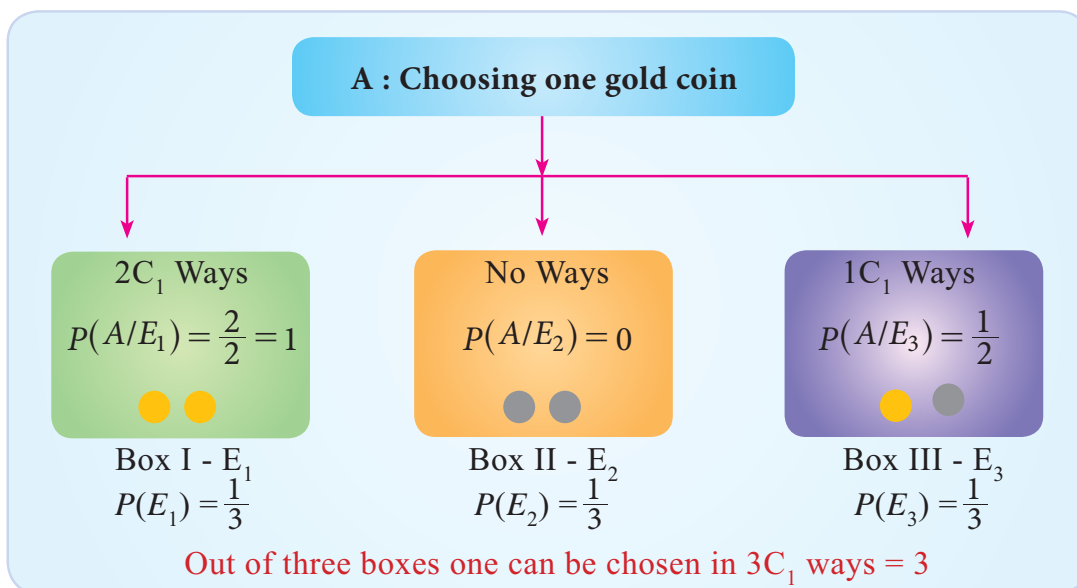 A : Choosing one gold coin
2C₁ Ways
P(A/E₁) = 2/2 = 1
Box I - E₁
P(E₁) = 1/3
No Ways
P(A/E₂) = 0
Box II - E₂
P(E₂) = 1/3
1C₁ Ways
P(A/E₃) = 1/2
Box III - E₃
P(E₃) = 1/3
Out of three boxes one can be chosen in 3C₁ ways = 3